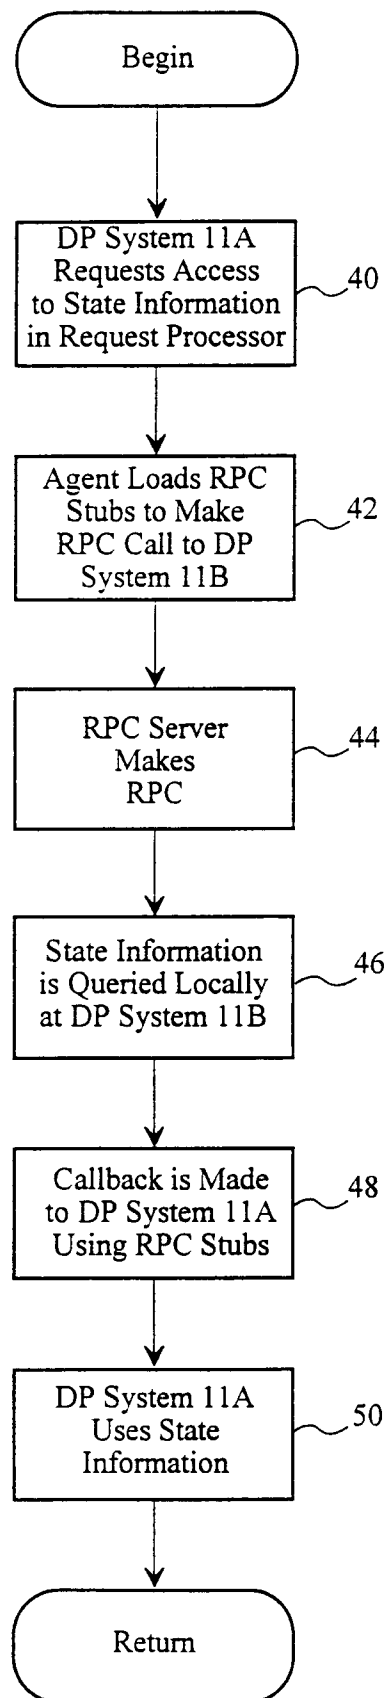 Begin
DP System 11A
Requests Access
to State Information
in Request Processor
40
Agent Loads RPC
Stubs to Make
RPC Call to DP
System 11B
42
RPC Server
Makes
RPC
44
State Information
is Queried Locally
at DP System 11B
46
Callback is Made
to DP System 11A
Using RPC Stubs
48
DP System 11A
Uses State
Information
50
Return